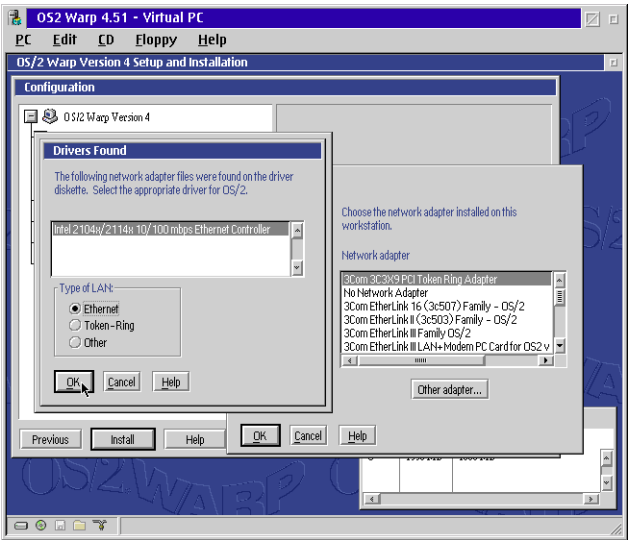 OS2 Warp 4.51 - Virtual PC
PC Edit CD Floppy Help
OS/2 Warp Version 4 Setup and Installation
Configuration
OS/2 Warp Version 4
Drivers Found
The following network adapter files were found on the driver
diskette. Select the appropriate driver for OS/2.
Intel 2104x/2114x 10/100 mbps Ethernet Controller
Type of LAN:
Ethernet
Token-Ring
Other
OK Cancel Help
Choose the network adapter installed on this
workstation.
Network adapter
3Com 3C3X9 PCI Token Ring Adapter
No Network Adapter
3Com EtherLink 16 (3c507) Family - OS/2
3Com EtherLink II (3c503) Family - OS/2
3Com EtherLink III Family OS/2
3Com EtherLink III LAN+Modem PC Card for OS2 v
Other adapter...
OK Cancel Help
Previous Install Help
OS2 WARP